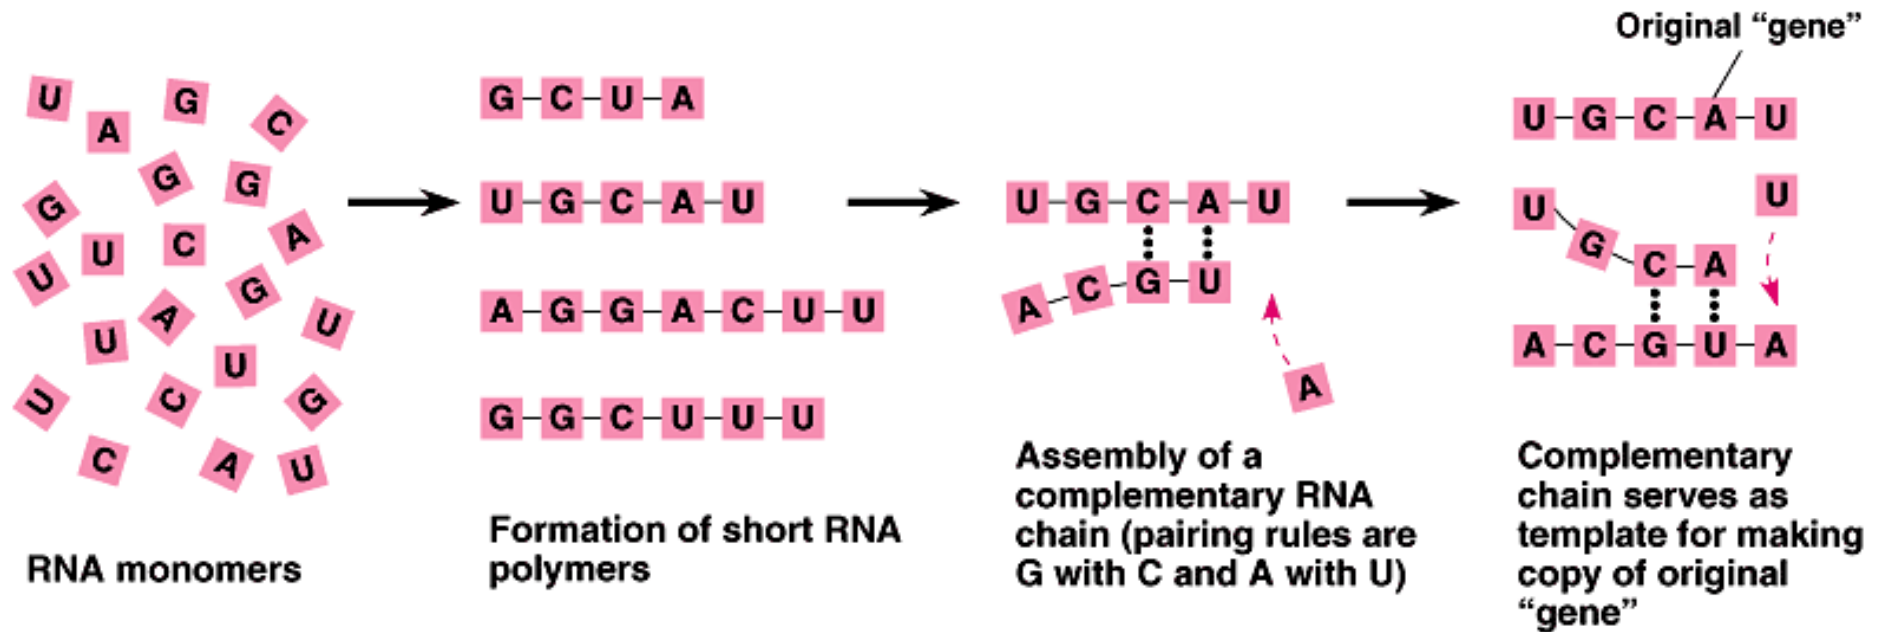 Original “gene”
U
A
G
C
G
G
G
U
C
A
U
G
U
A
U
U
U
C
G
C
A
U
RNA monomers
G-C-U-A
U-G-C-A-U
A-G-G-A-C-U-U
G-G-C-U-U-U
Formation of short RNA
polymers
U-G-C-A-U
A-C-G-U
A
Assembly of a
complementary RNA
chain (pairing rules are
G with C and A with U)
U-G-C-A-U
U
U-G-C-A
A-C-G-U-A
Complementary
chain serves as
template for making
copy of original
“gene”